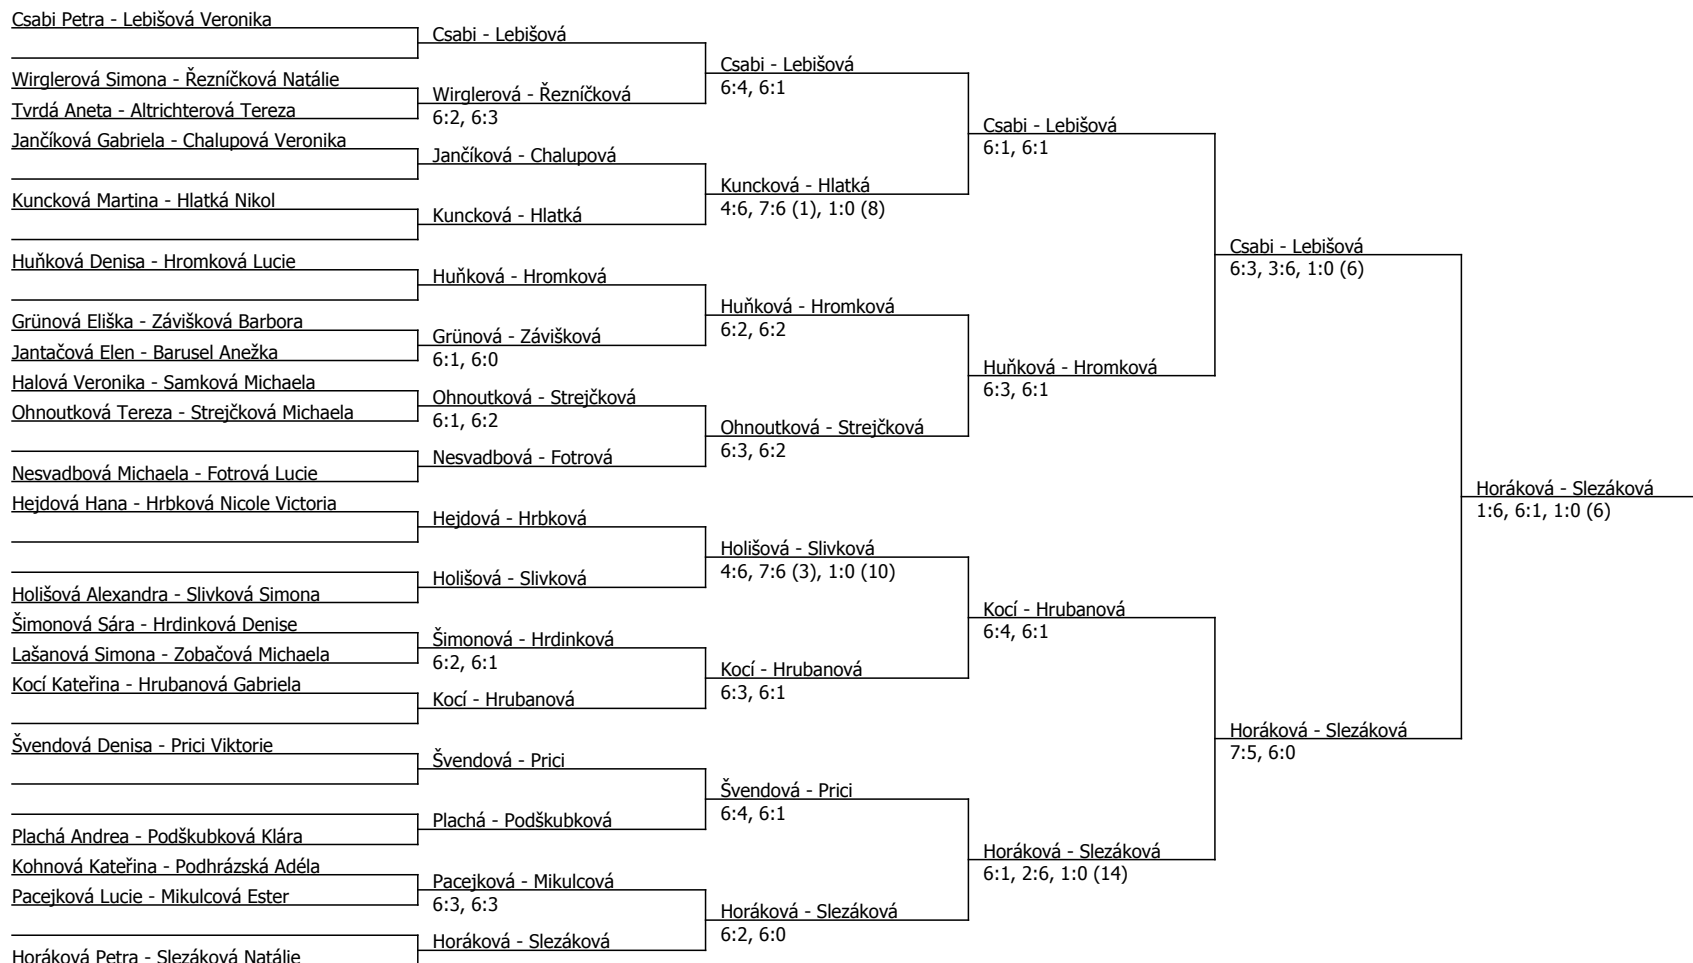 Csabi Petra - Lebišová Veronika
Wirglerová Simona - Řezníčková Natálie
Tvrdá Aneta - Altrichterová Tereza
Jančíková Gabriela - Chalupová Veronika
Kuncková Martina - Hlatká Nikol
Huňková Denisa - Hromková Lucie
Grünová Eliška - Závišková Barbora
Jantačová Elen - Barusel Anežka
Halová Veronika - Samková Michaela
Ohnoutková Tereza - Strejčková Michaela
Nesvadbová Michaela - Fotrová Lucie
Hejdová Hana - Hrbková Nicole Victoria
Holišová Alexandra - Slivková Simona
Šimonová Sára - Hrdinková Denise
Lašanová Simona - Zobačová Michaela
Kocí Kateřina - Hrubanová Gabriela
Švendová Denisa - Prici Viktorie
Plachá Andrea - Podškubková Klára
Kohnová Kateřina - Podhrázská Adéla
Pacejková Lucie - Mikulcová Ester
Horáková Petra - Slezáková Natálie
Csabi - Lebišová
Wirglerová - Řezníčková
6:2, 6:3
Jančíková - Chalupová
Kuncková - Hlatká
Huňková - Hromková
Grünová - Závišková
6:1, 6:0
Ohnoutková - Strejčková
6:1, 6:2
Nesvadbová - Fotrová
Hejdová - Hrbková
Holišová - Slivková
Šimonová - Hrdinková
6:2, 6:1
Kocí - Hrubanová
Švendová - Prici
Plachá - Podškubková
Pacejková - Mikulcová
6:3, 6:3
Horáková - Slezáková
Csabi - Lebišová
6:4, 6:1
Kuncková - Hlatká
4:6, 7:6 (1), 1:0 (8)
Huňková - Hromková
6:2, 6:2
Ohnoutková - Strejčková
6:3, 6:2
Holišová - Slivková
4:6, 7:6 (3), 1:0 (10)
Kocí - Hrubanová
6:3, 6:1
Švendová - Prici
6:4, 6:1
Horáková - Slezáková
6:2, 6:0
Csabi - Lebišová
6:1, 6:1
Huňková - Hromková
6:3, 6:1
Kocí - Hrubanová
6:4, 6:1
Horáková - Slezáková
6:1, 2:6, 1:0 (14)
Csabi - Lebišová
6:3, 3:6, 1:0 (6)
Horáková - Slezáková
7:5, 6:0
Horáková - Slezáková
1:6, 6:1, 1:0 (6)